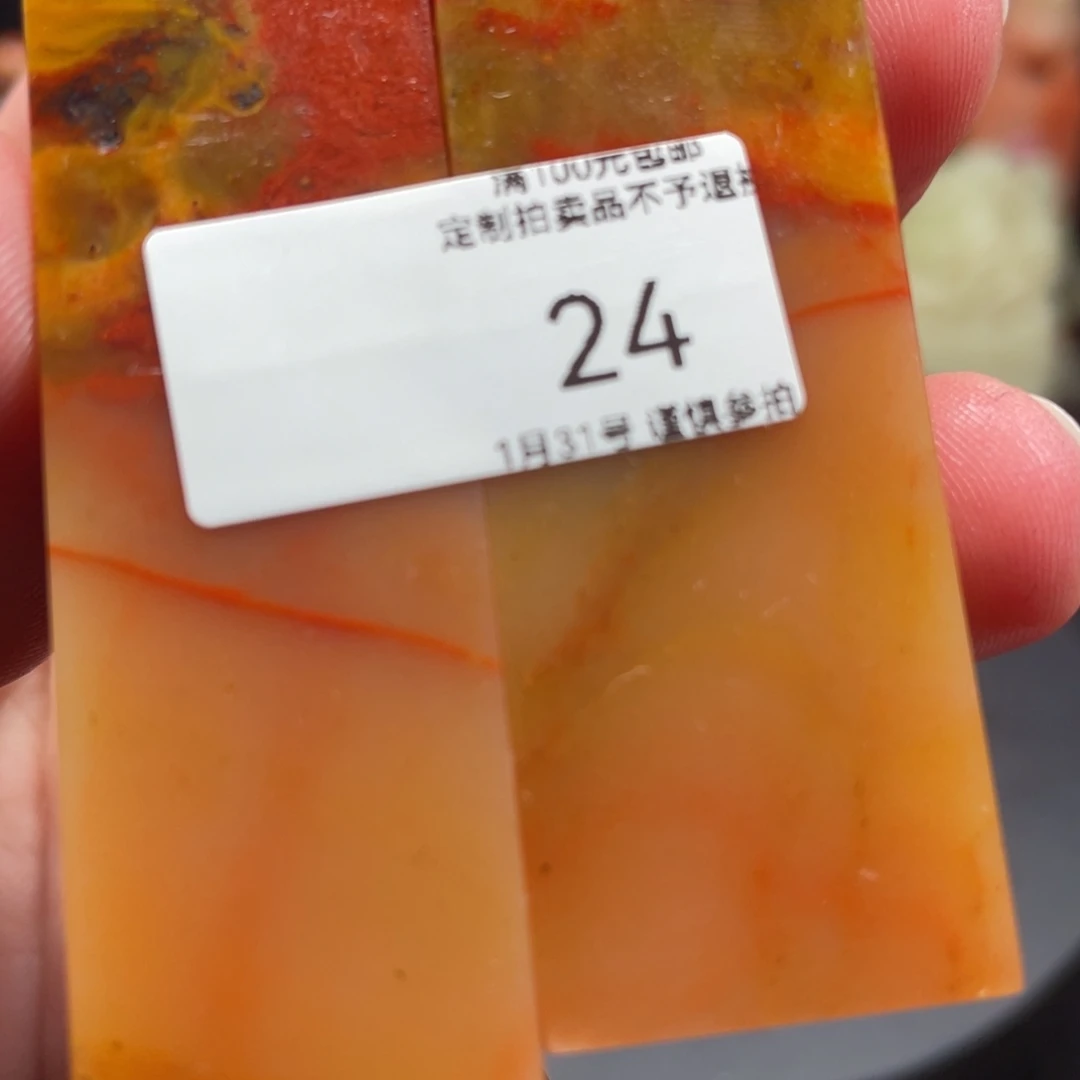 满100元包邮
定制拍卖品不予退换
24
1月31号 谨慎参拍